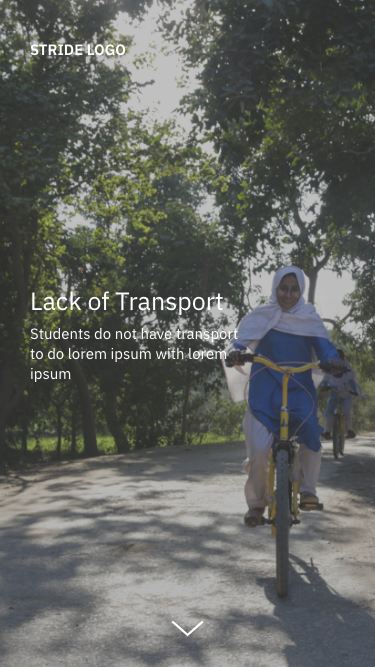 STRIDE LOGO
Lack of Transport
Students do not have transport
to do lorem ipsum with lorem
ipsum